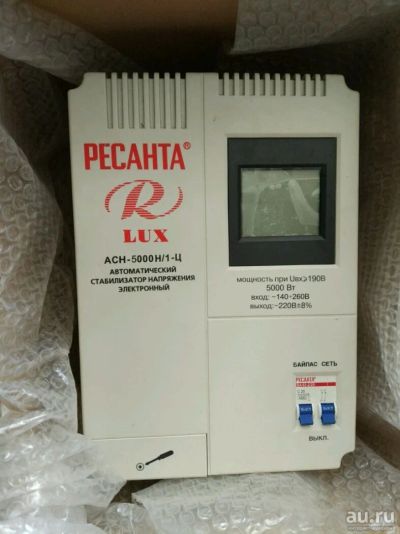 РЕСАНТА®
R
LUX
АСН-5000Н/1-Ц
АВТОМАТИЧЕСКИЙ
СТАБИЛИЗАТОР НАПРЯЖЕНИЯ
ЭЛЕКТРОННЫЙ
мощность при Uвх≥190В
5000 Вт
вход:~140÷260В
выход:~220В±8%
БАЙПАС СЕТЬ
РЕСАНТА
ВЫКЛ.
au.ru